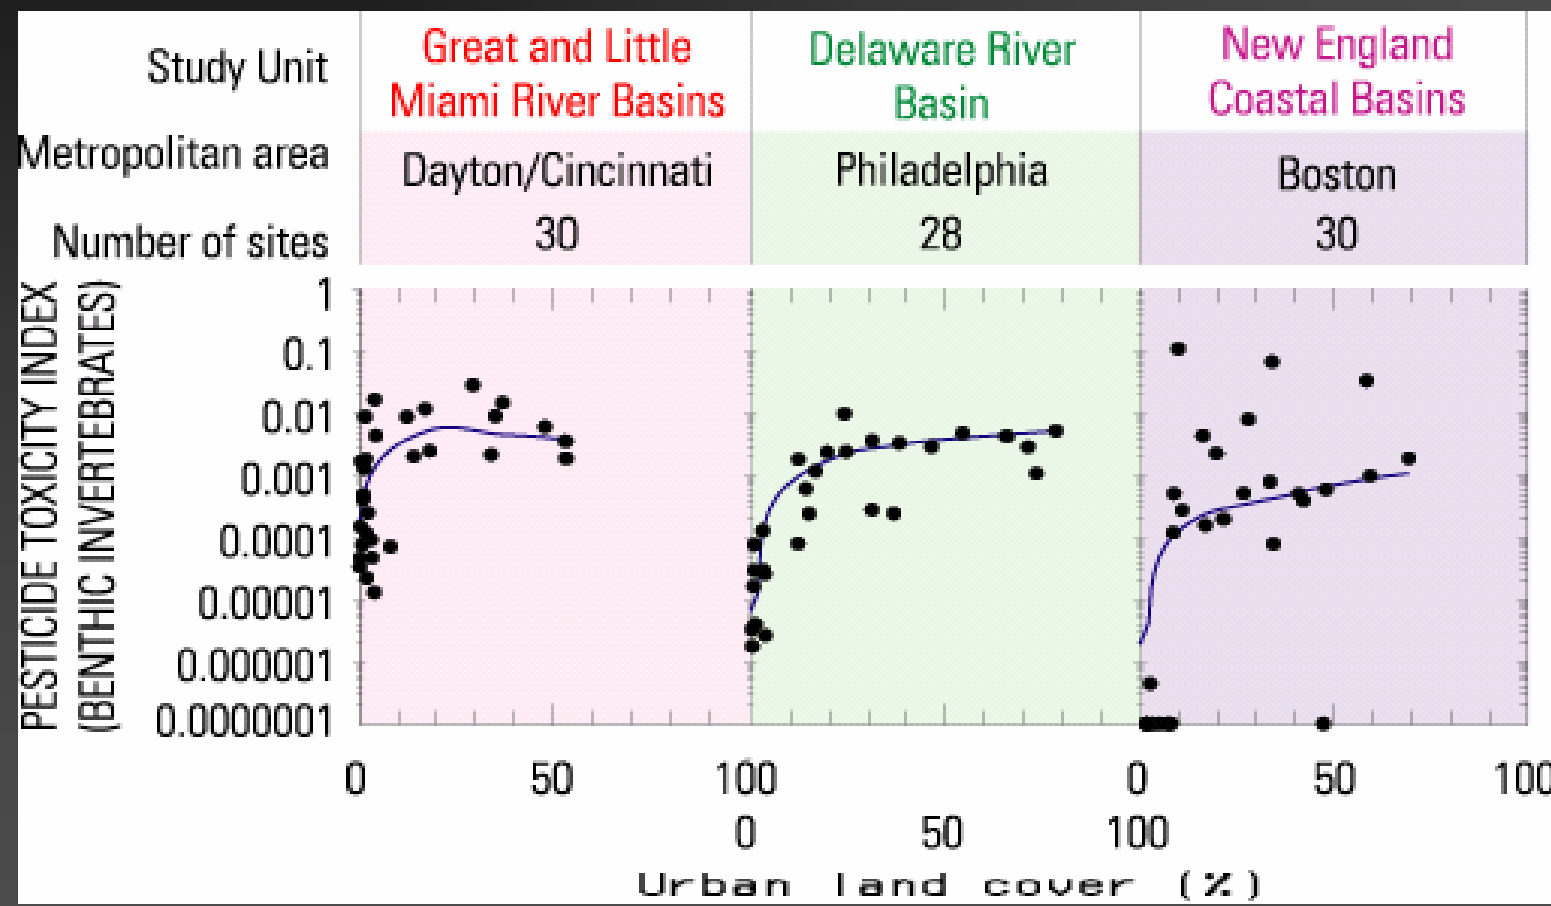 Study Unit
Great and Little
Miami River Basins
Delaware River
Basin
New England
Coastal Basins
Metropolitan area
Dayton/Cincinnati
Philadelphia
Boston
Number of sites
30
28
30
PESTICIDE TOXICITY INDEX
(BENTHIC INVERTEBRATES)
1
0.1
0.01
0.001
0.0001
0.00001
0.000001
0.0000001
0 50 100 0 50 100
0 50 100
Urban land cover (%)